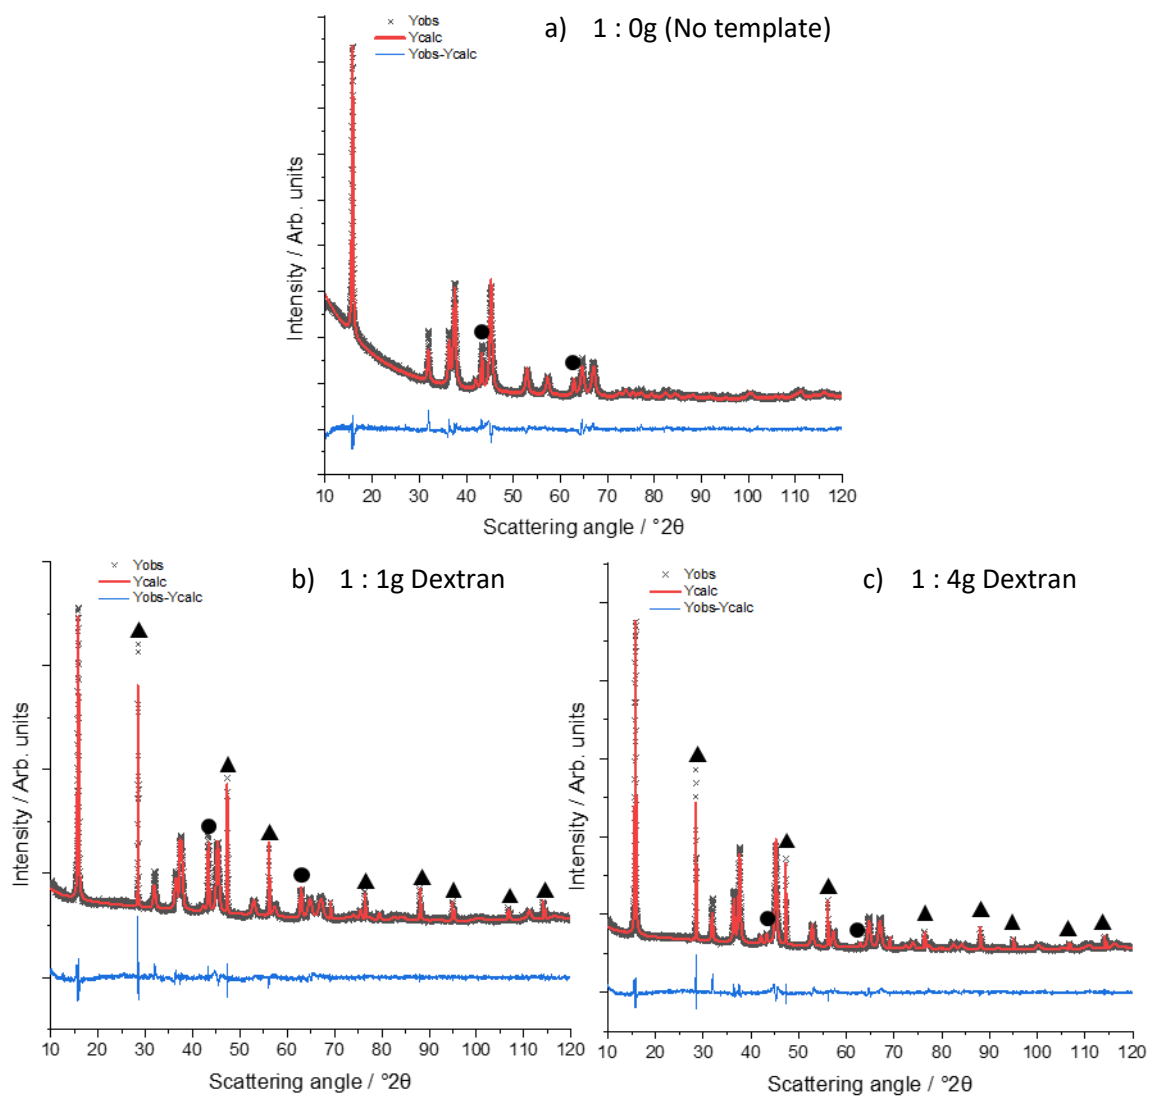 a) 1 : 0g (No template)
Yobs
Ycalc
Yobs-Ycalc
Intensity / Arb. units
10 20 30 40 50 60 70 80 90 100 110 120
Scattering angle / °2θ
b) 1 : 1g Dextran
Yobs
Ycalc
Yobs-Ycalc
Intensity / Arb. units
10 20 30 40 50 60 70 80 90 100 110 120
Scattering angle / °2θ
c) 1 : 4g Dextran
Yobs
Ycalc
Yobs-Ycalc
Intensity / Arb. units
10 20 30 40 50 60 70 80 90 100 110 120
Scattering angle / °2θ